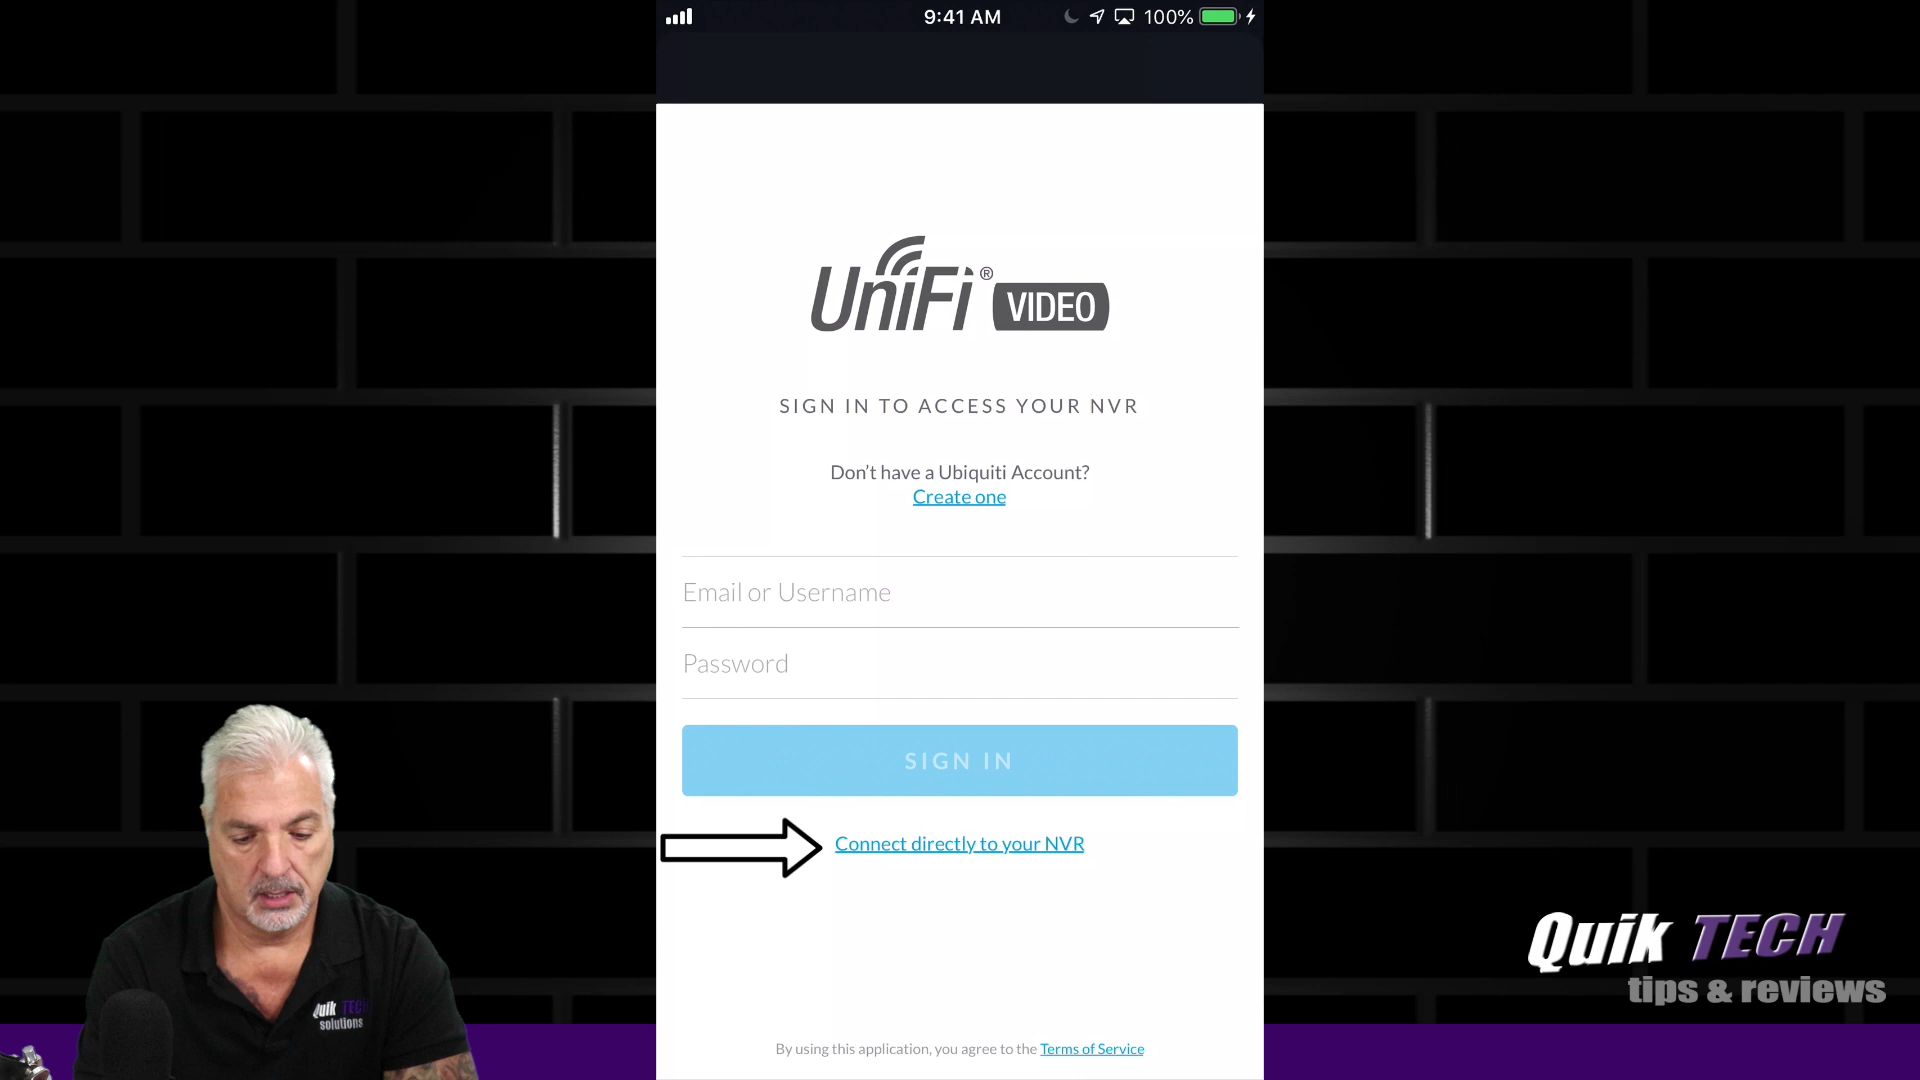 9:41 AM
100%
UniFi® VIDEO
SIGN IN TO ACCESS YOUR NVR
Don't have a Ubiquiti Account?
Create one
Email or Username
Password
SIGN IN
Connect directly to your NVR
By using this application, you agree to the Terms of Service
Quik TECH
solutions
Quik TECH
tips & reviews